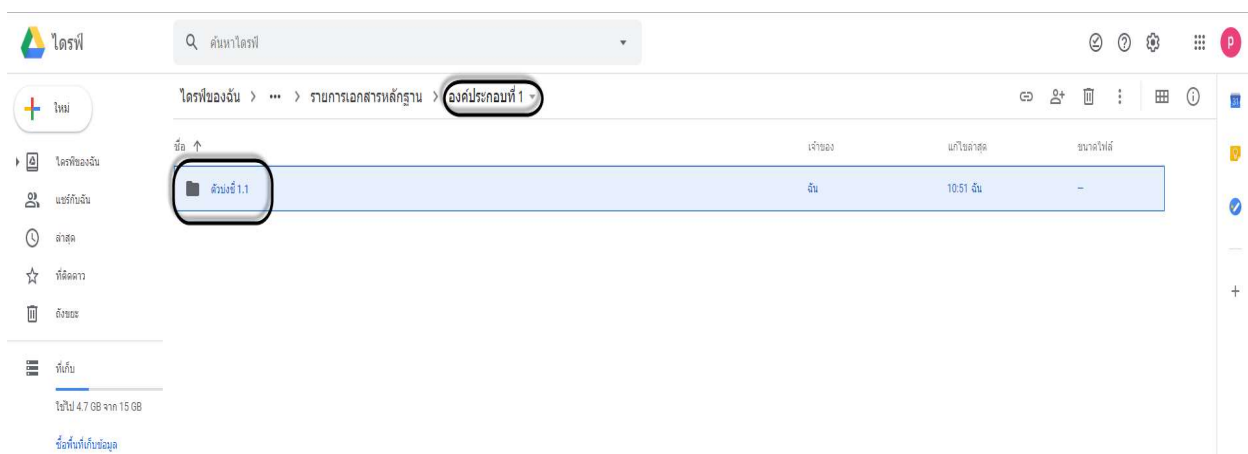 ไดรฟ์
ค้นหาไดรฟ์
P
ใหม่
ไดรฟ์ของฉัน > ••• > รายการเอกสารหลักฐาน > องค์ประกอบที่ 1
31
ชื่อ ↑ เจ้าของ แก้ไขล่าสุด ขนาดไฟล์
ตัวบ่งชี้ 1.1 ฉัน 10:51 ฉัน –
ไดรฟ์ของฉัน
แชร์กับฉัน
ล่าสุด
ที่ติดดาว
ถังขยะ
ที่เก็บ
ใช้ไป 4.7 GB จาก 15 GB
ซื้อพื้นที่เก็บข้อมูล